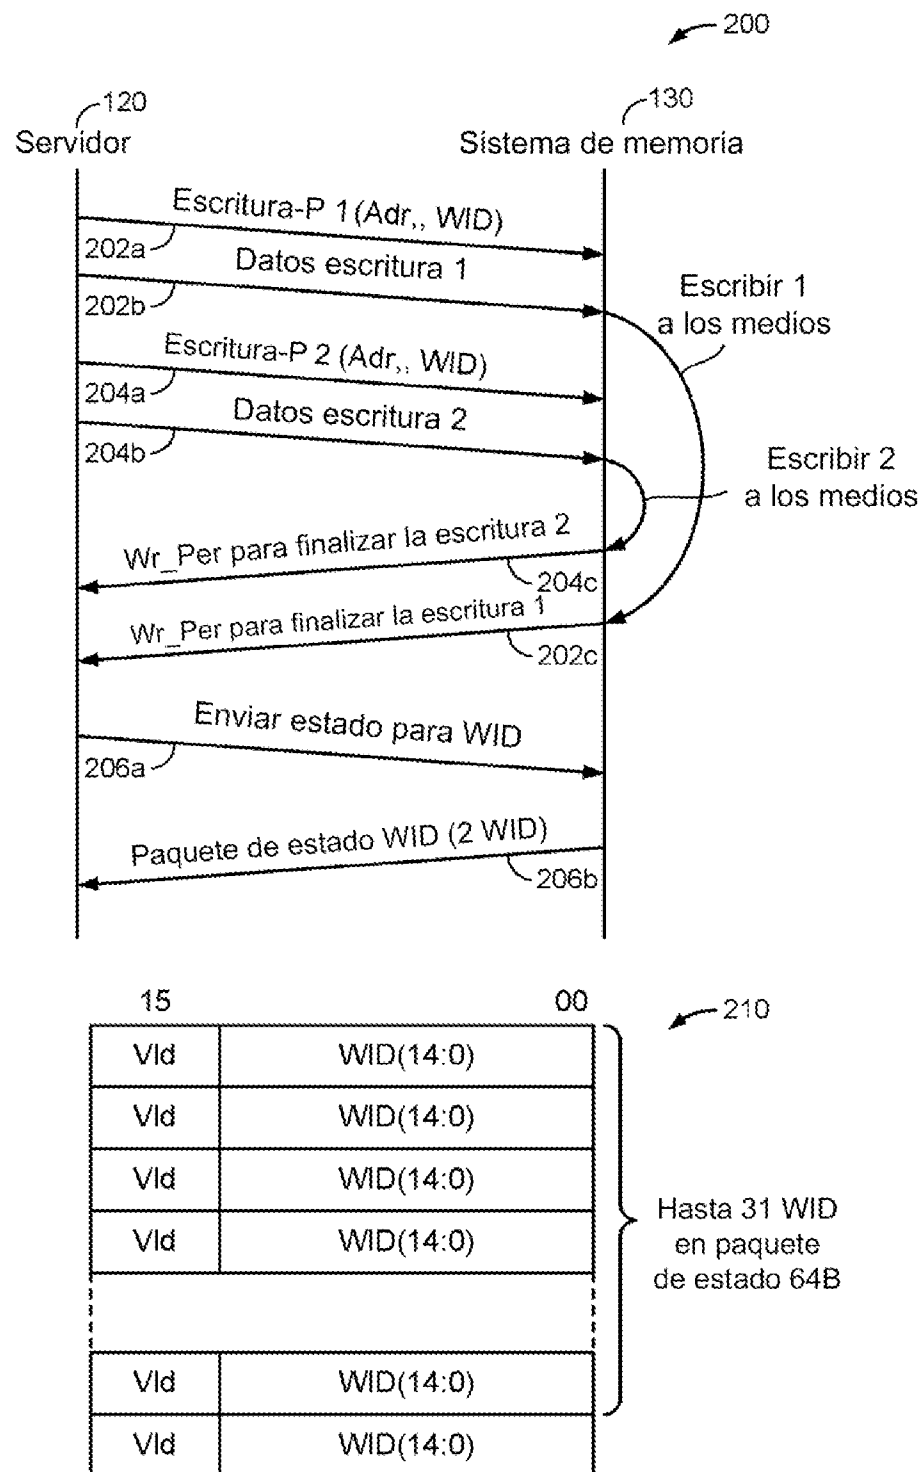 200
120
130
Servidor
Sistema de memoria
Escritura-P 1 (Adr,, WID)
202a
Datos escritura 1
202b
Escribir 1
a los medios
Escritura-P 2 (Adr,, WID)
204a
Datos escritura 2
204b
Escribir 2
a los medios
Wr_Per para finalizar la escritura 2
204c
Wr_Per para finalizar la escritura 1
202c
Enviar estado para WID
206a
Paquete de estado WID (2 WID)
206b
15 00
210
Vld WID(14:0)
Vld WID(14:0)
Vld WID(14:0)
Vld WID(14:0)
Hasta 31 WID
en paquete
de estado 64B
Vld WID(14:0)
Vld WID(14:0)